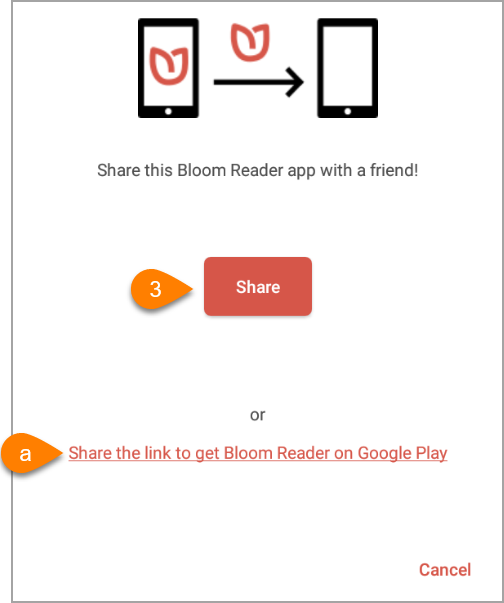 Share this Bloom Reader app with a friend!
3
Share
or
a
Share the link to get Bloom Reader on Google Play
Cancel